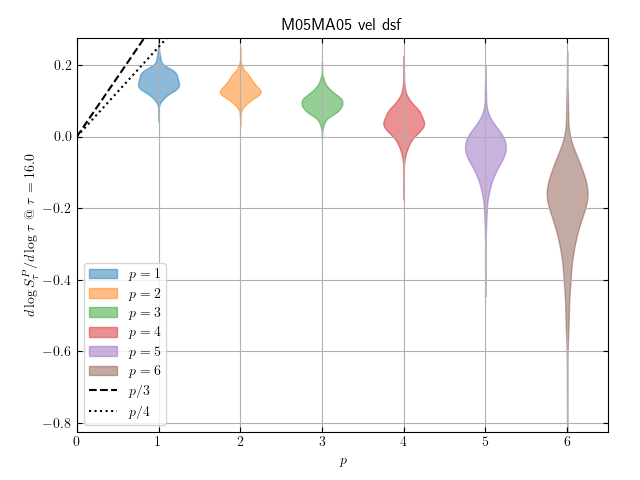 M05MA05 vel dsf
d log S_τ^P / d log τ @ τ = 16.0
0.2
0.0
−0.2
−0.4
−0.6
−0.8
p = 1
p = 2
p = 3
p = 4
p = 5
p = 6
p/3
p/4
0 1 2 3 4 5 6
p